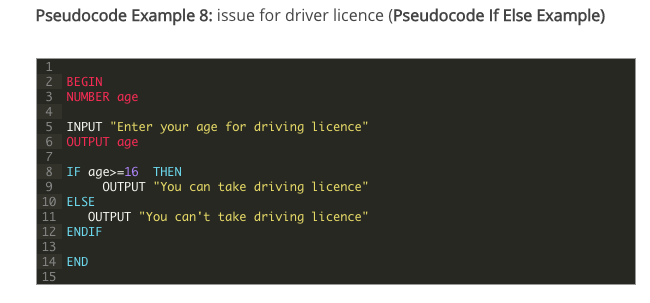 Pseudocode Example 8: issue for driver licence (Pseudocode If Else Example)
1
2 BEGIN
3 NUMBER age
4
5 INPUT "Enter your age for driving licence"
6 OUTPUT age
7
8 IF age>=16  THEN
9      OUTPUT "You can take driving licence"
10 ELSE
11    OUTPUT "You can't take driving licence"
12 ENDIF
13
14 END
15